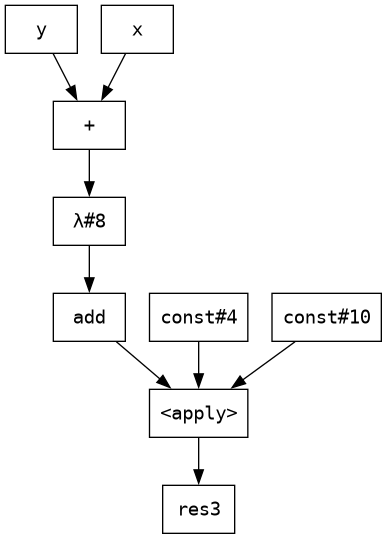 y
x
+
λ#8
add
const#4
const#10
<apply>
res3